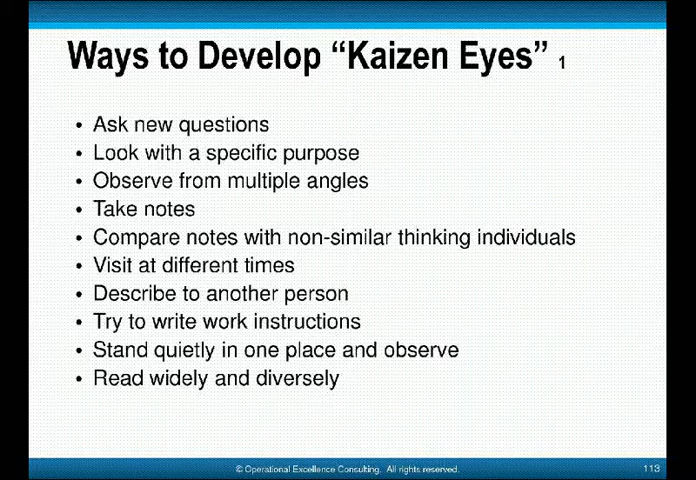 Ways to Develop “Kaizen Eyes” 1
• Ask new questions
• Look with a specific purpose
• Observe from multiple angles
• Take notes
• Compare notes with non-similar thinking individuals
• Visit at different times
• Describe to another person
• Try to write work instructions
• Stand quietly in one place and observe
• Read widely and diversely
© Operational Excellence Consulting. All rights reserved. 113